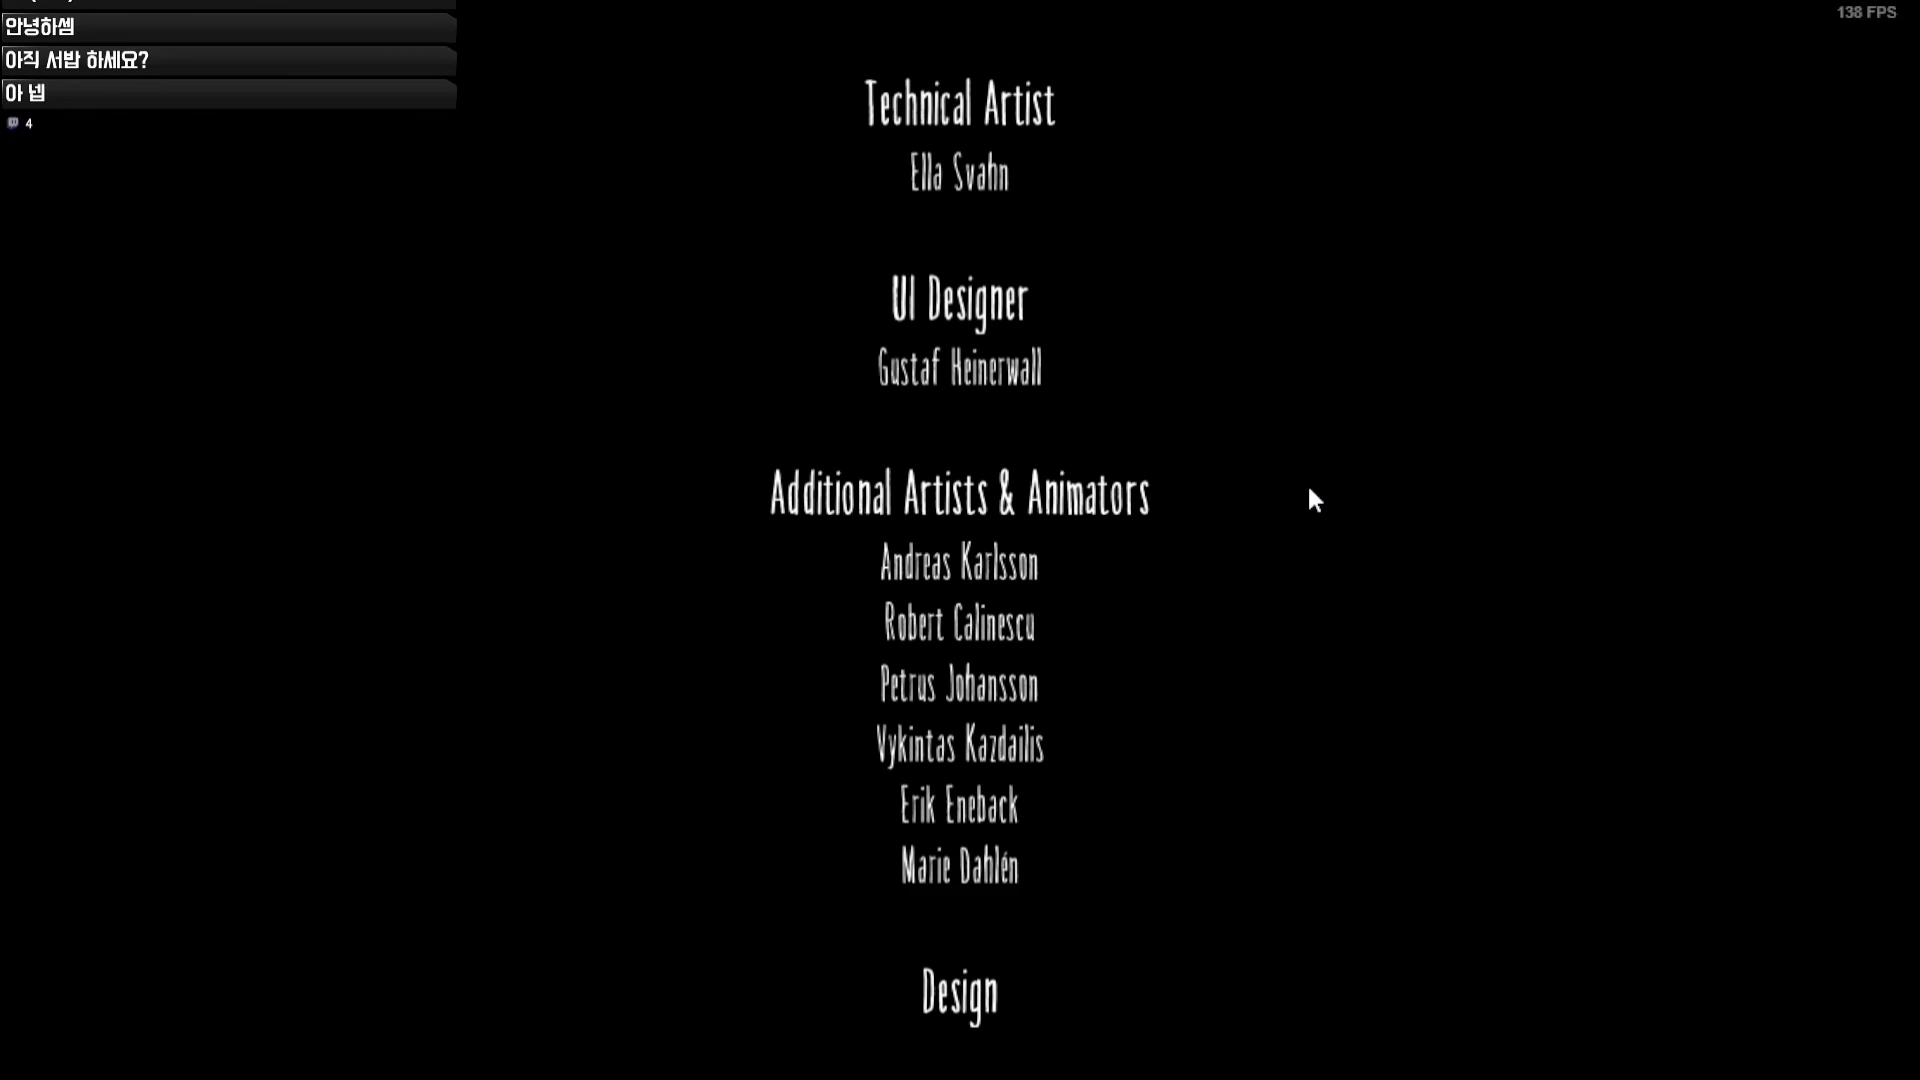 안녕하셈
아직 서밥 하세요?
아 넵
4
138 FPS
Technical Artist
Ella Svahn
UI Designer
Gustaf Heinerwall
Additional Artists & Animators
Andreas Karlsson
Robert Calinescu
Petrus Johansson
Vykintas Kazdailis
Erik Eneback
Marie Dahlén
Design